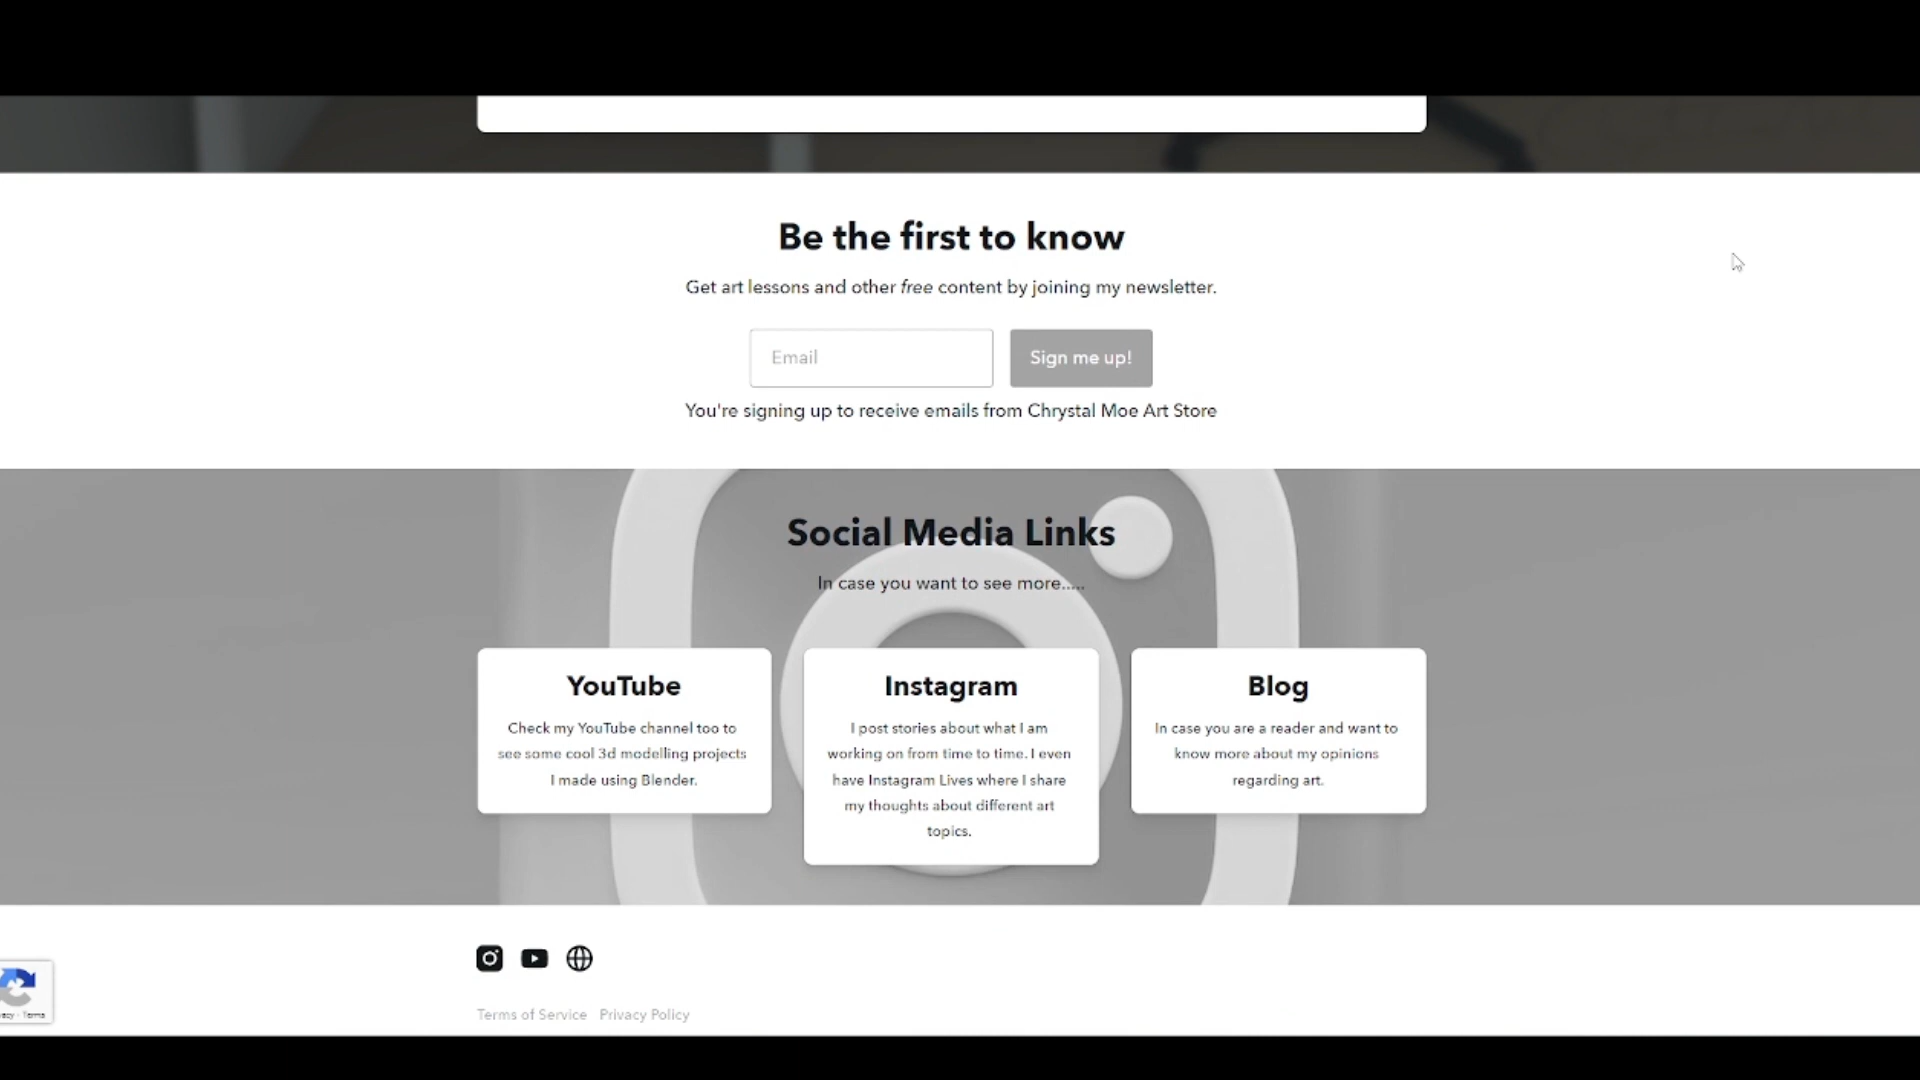 Be the first to know
Get art lessons and other free content by joining my newsletter.
Email
Sign me up!
You're signing up to receive emails from Chrystal Moe Art Store
Social Media Links
In case you want to see more.....
YouTube
Check my YouTube channel too to
see some cool 3d modelling projects
I made using Blender.
Instagram
I post stories about what I am
working on from time to time. I even
have Instagram Lives where I share
my thoughts about different art
topics.
Blog
In case you are a reader and want to
know more about my opinions
regarding art.
Terms of Service Privacy Policy
- Terms